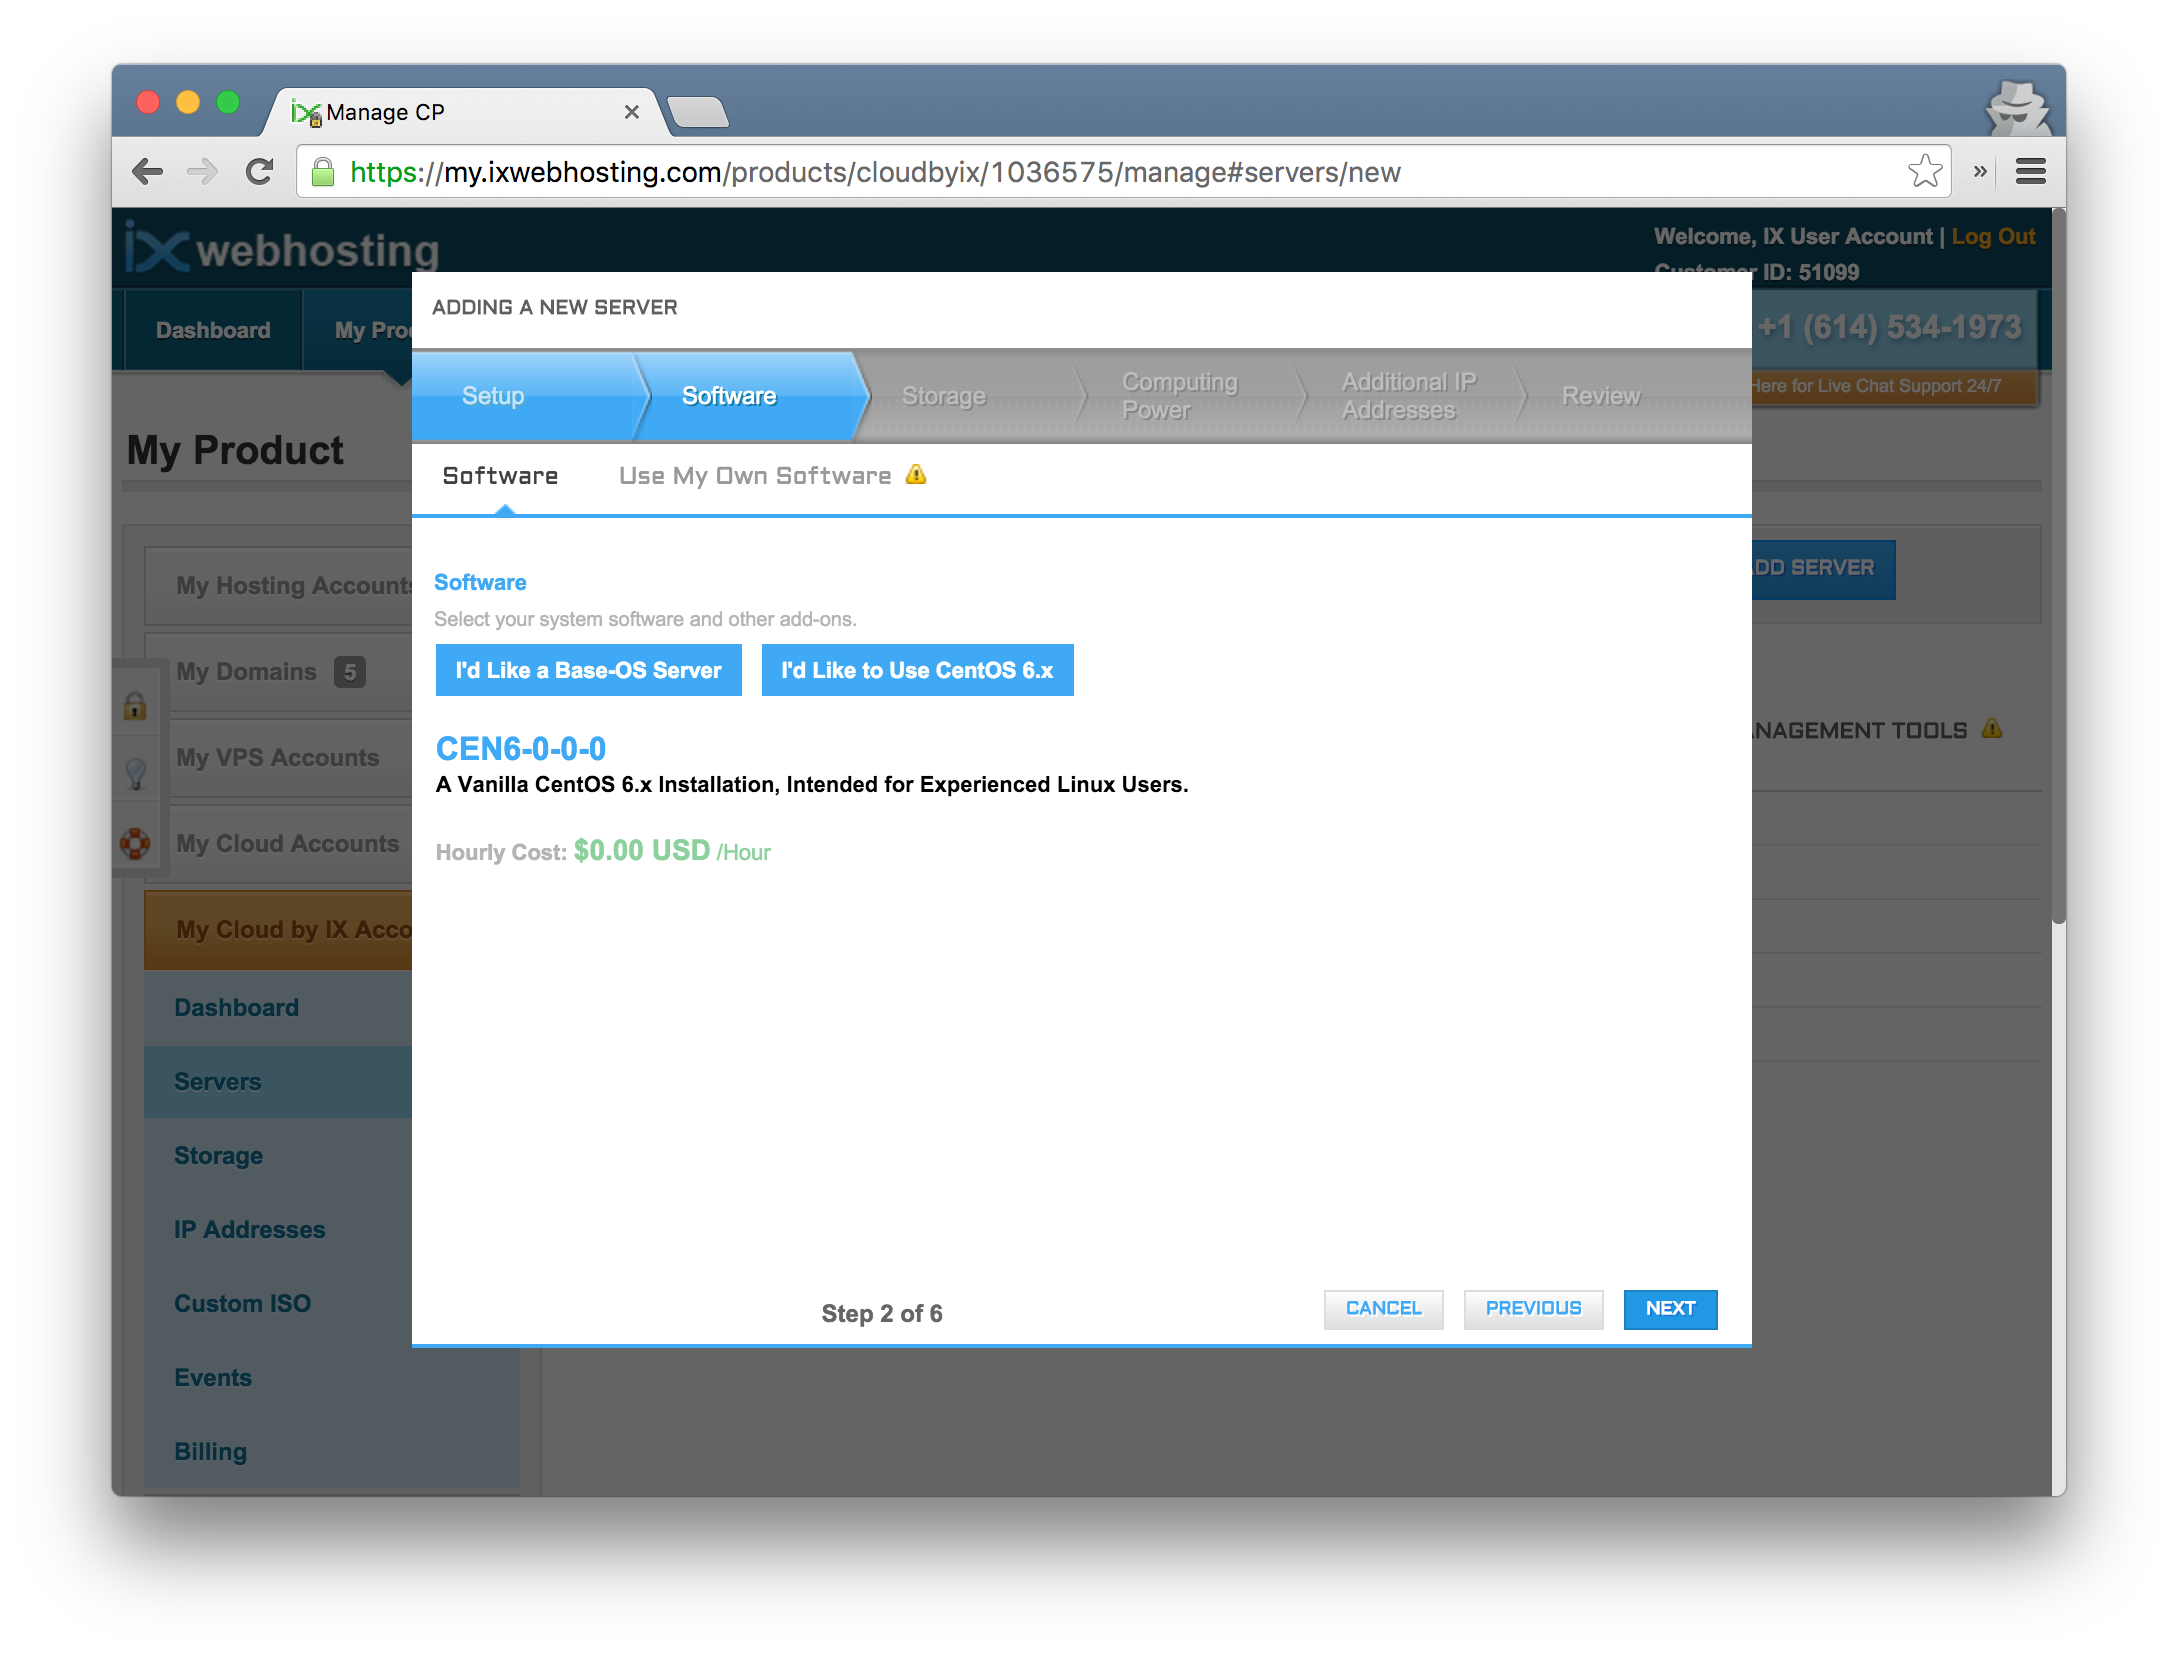 Manage CP
https://my.ixwebhosting.com/products/cloudbyix/1036575/manage#servers/new
ix webhosting
Welcome, IX User Account | Log Out
Customer ID: 51099
Dashboard
My Pro
+1 (614) 534-1973
Here for Live Chat Support 24/7
ADDING A NEW SERVER
Setup
Software
Storage
Computing Power
Additional IP Addresses
Review
Software
Use My Own Software
My Product
My Hosting Accounts
My Domains 5
My VPS Accounts
My Cloud Accounts
My Cloud by IX Acco
Dashboard
Servers
Storage
IP Addresses
Custom ISO
Events
Billing
Software
Select your system software and other add-ons.
I'd Like a Base-OS Server
I'd Like to Use CentOS 6.x
CEN6-0-0-0
A Vanilla CentOS 6.x Installation, Intended for Experienced Linux Users.
Hourly Cost: $0.00 USD /Hour
DD SERVER
NAGEMENT TOOLS
Step 2 of 6
CANCEL
PREVIOUS
NEXT